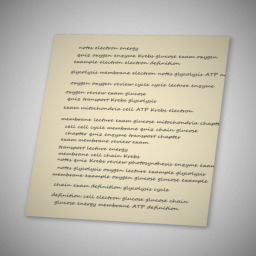 notes electron energy
quiz oxygen enzyme Krebs glucose exam oxygen
example electron electron definition
glycolysis membrane electron notes glycolysis ATP
oxygen oxygen review cycle cycle lecture enzyme
oxygen review exam glucose
quiz transport Krebs glycolysis
exam mitochondria cell ATP Krebs electron
membrane lecture exam glucose mitochondria chapter
cell cell cycle membrane quiz chain glucose
chapter quiz enzyme transport chapter
exam membrane review exam
transport lecture energy
membrane cell chain Krebs
notes quiz Krebs review photosynthesis enzyme exam
notes glycolysis oxygen lecture example glycolysis
membrane example oxygen glucose glucose example
chain exam definition glycolysis cycle
definition cell electron glucose glucose chain
glucose energy membrane ATP definition